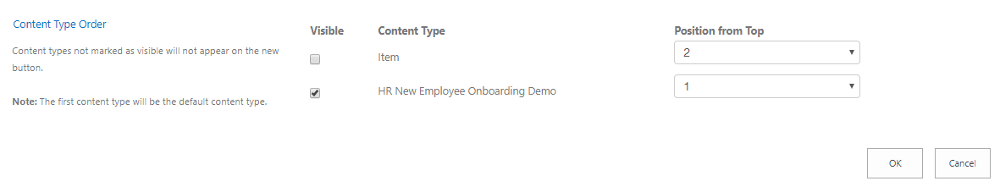 Content Type Order
Content types not marked as visible will not appear on the new
button.
Note: The first content type will be the default content type.
Visible Content Type Position from Top
Item 2
HR New Employee Onboarding Demo 1
OK Cancel